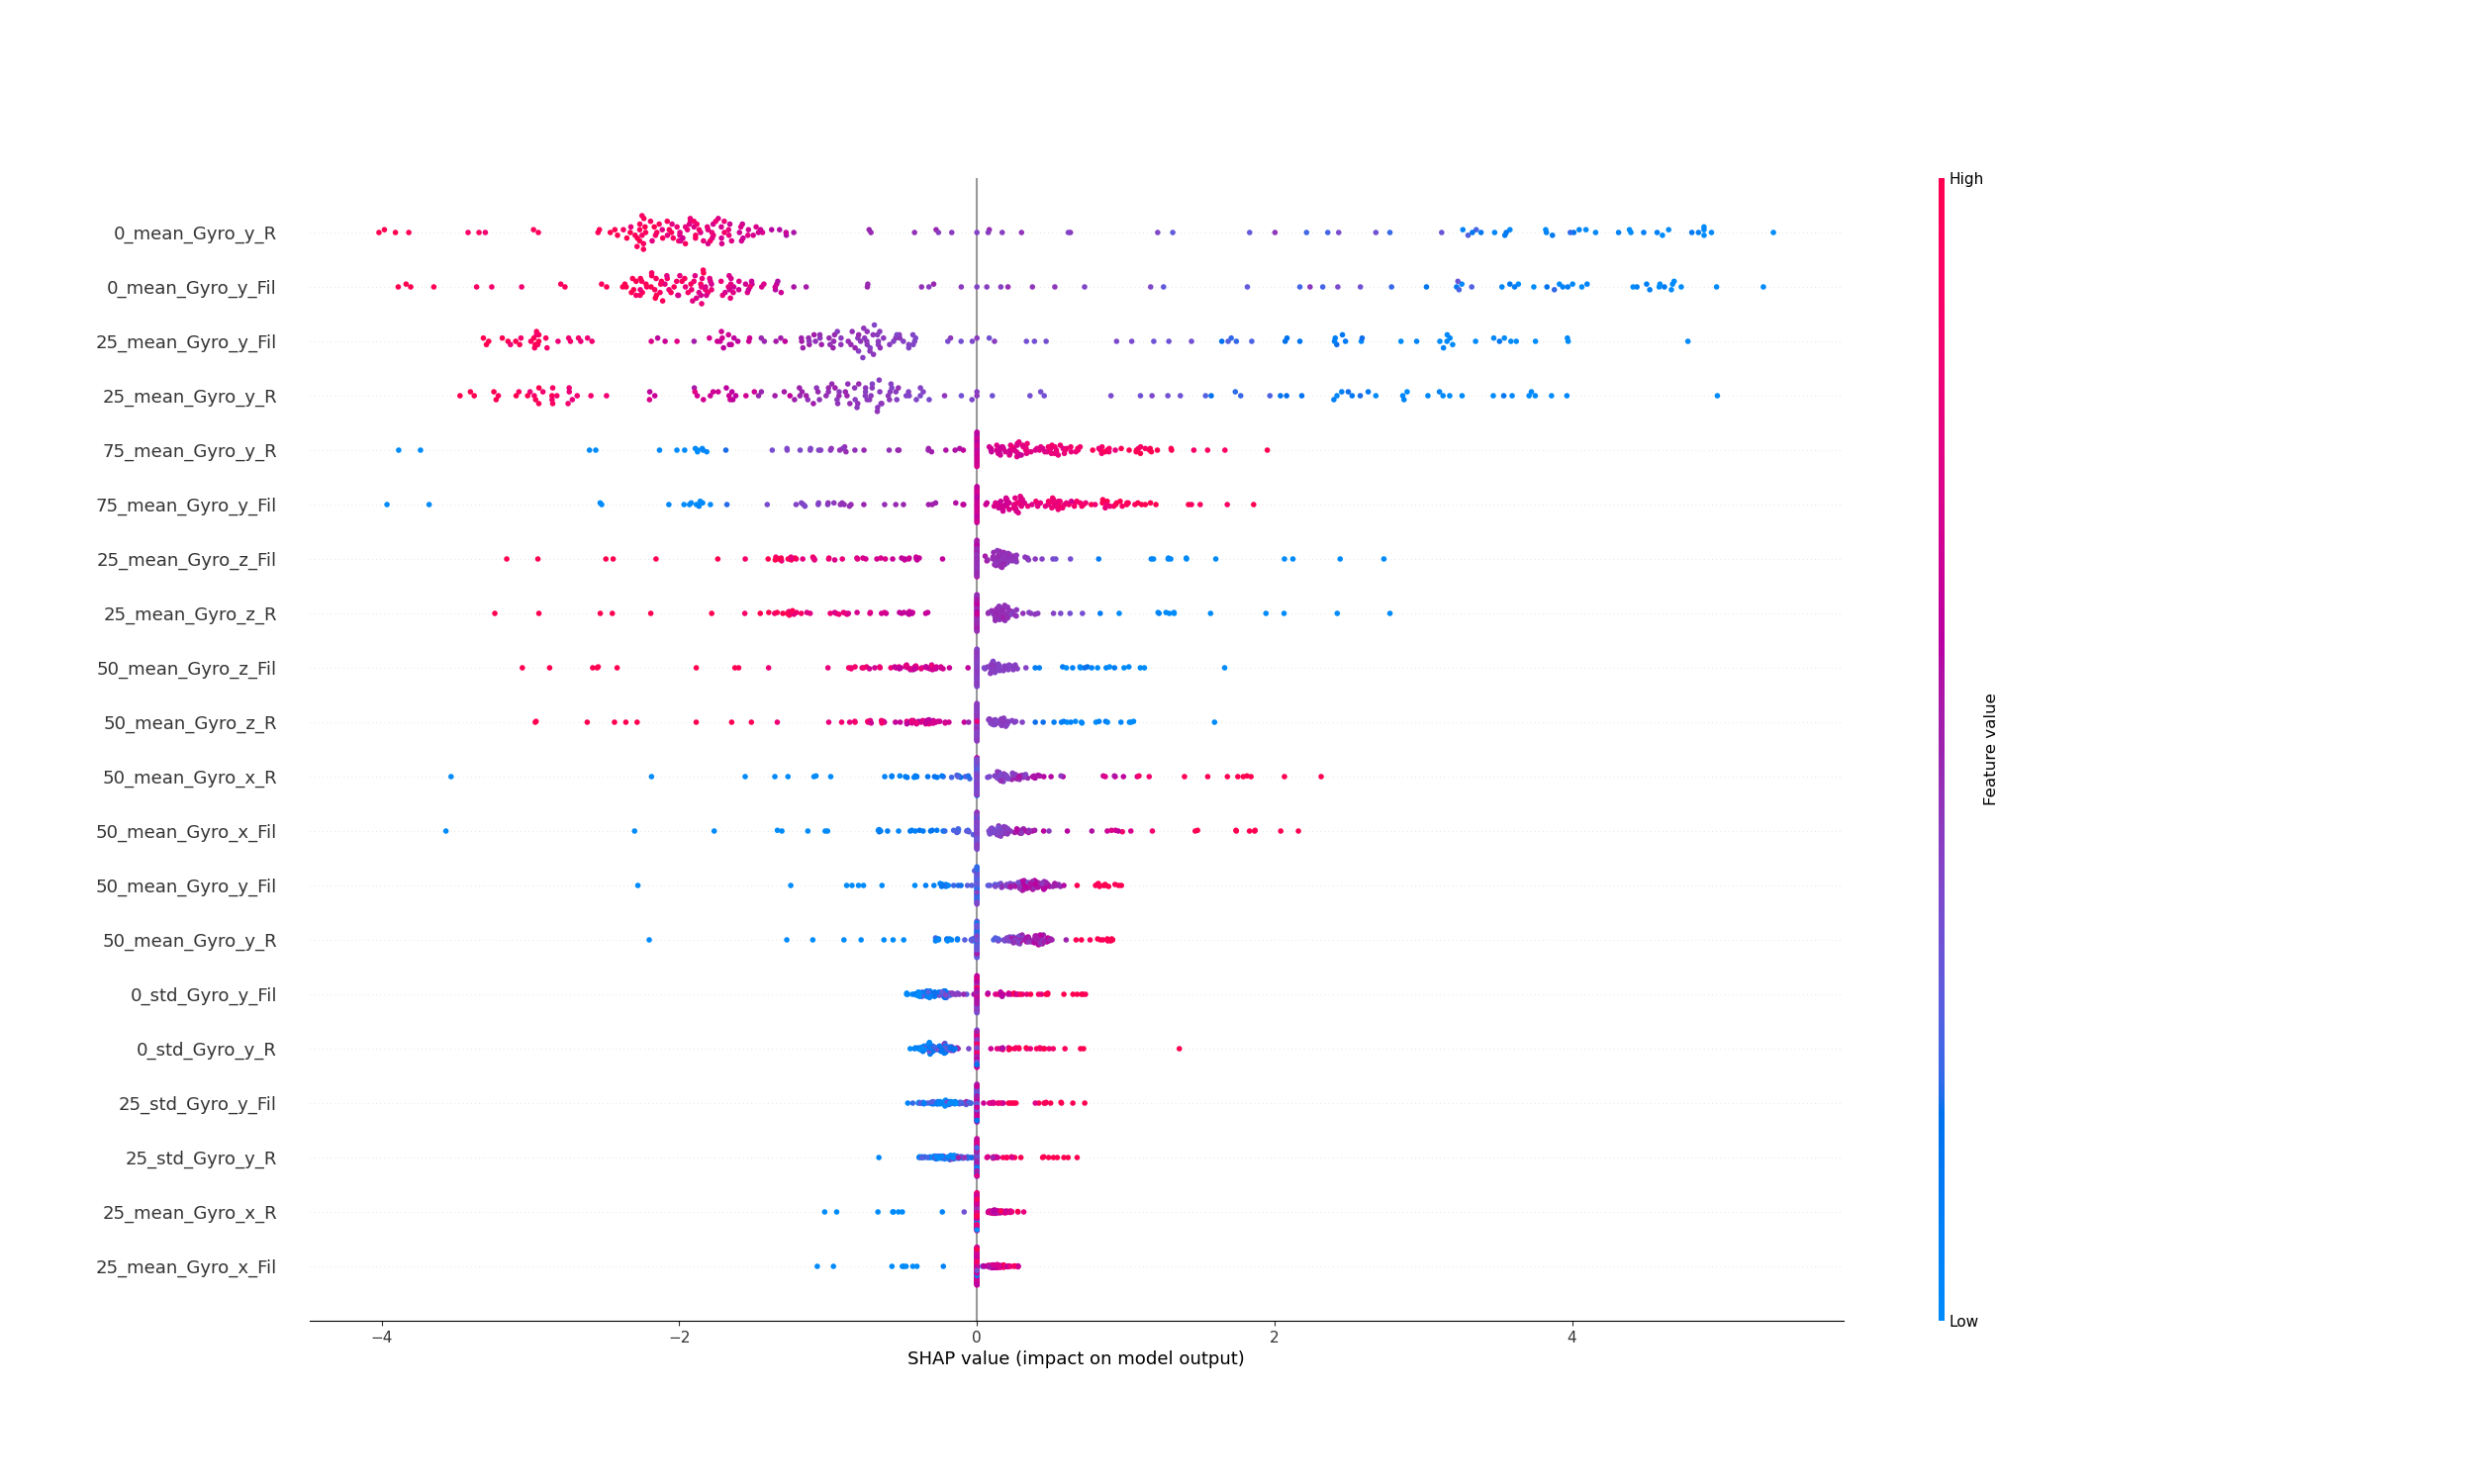 High
0_mean_Gyro_y_R
0_mean_Gyro_y_Fil
25_mean_Gyro_y_Fil
25_mean_Gyro_y_R
75_mean_Gyro_y_R
75_mean_Gyro_y_Fil
25_mean_Gyro_z_Fil
25_mean_Gyro_z_R
50_mean_Gyro_z_Fil
50_mean_Gyro_z_R
50_mean_Gyro_x_R
50_mean_Gyro_x_Fil
50_mean_Gyro_y_Fil
50_mean_Gyro_y_R
0_std_Gyro_y_Fil
0_std_Gyro_y_R
25_std_Gyro_y_Fil
25_std_Gyro_y_R
25_mean_Gyro_x_R
25_mean_Gyro_x_Fil
Feature value
Low
−4 −2 0 2 4
SHAP value (impact on model output)